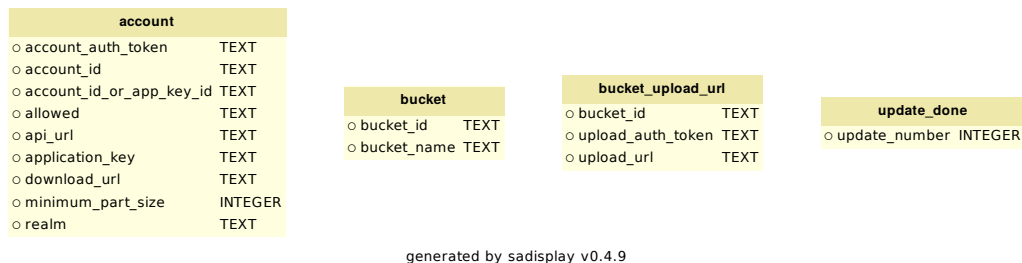 account
account_auth_token TEXT
account_id TEXT
account_id_or_app_key_id TEXT
allowed TEXT
api_url TEXT
application_key TEXT
download_url TEXT
minimum_part_size INTEGER
realm TEXT
bucket
bucket_id TEXT
bucket_name TEXT
bucket_upload_url
bucket_id TEXT
upload_auth_token TEXT
upload_url TEXT
update_done
update_number INTEGER
generated by sadisplay v0.4.9